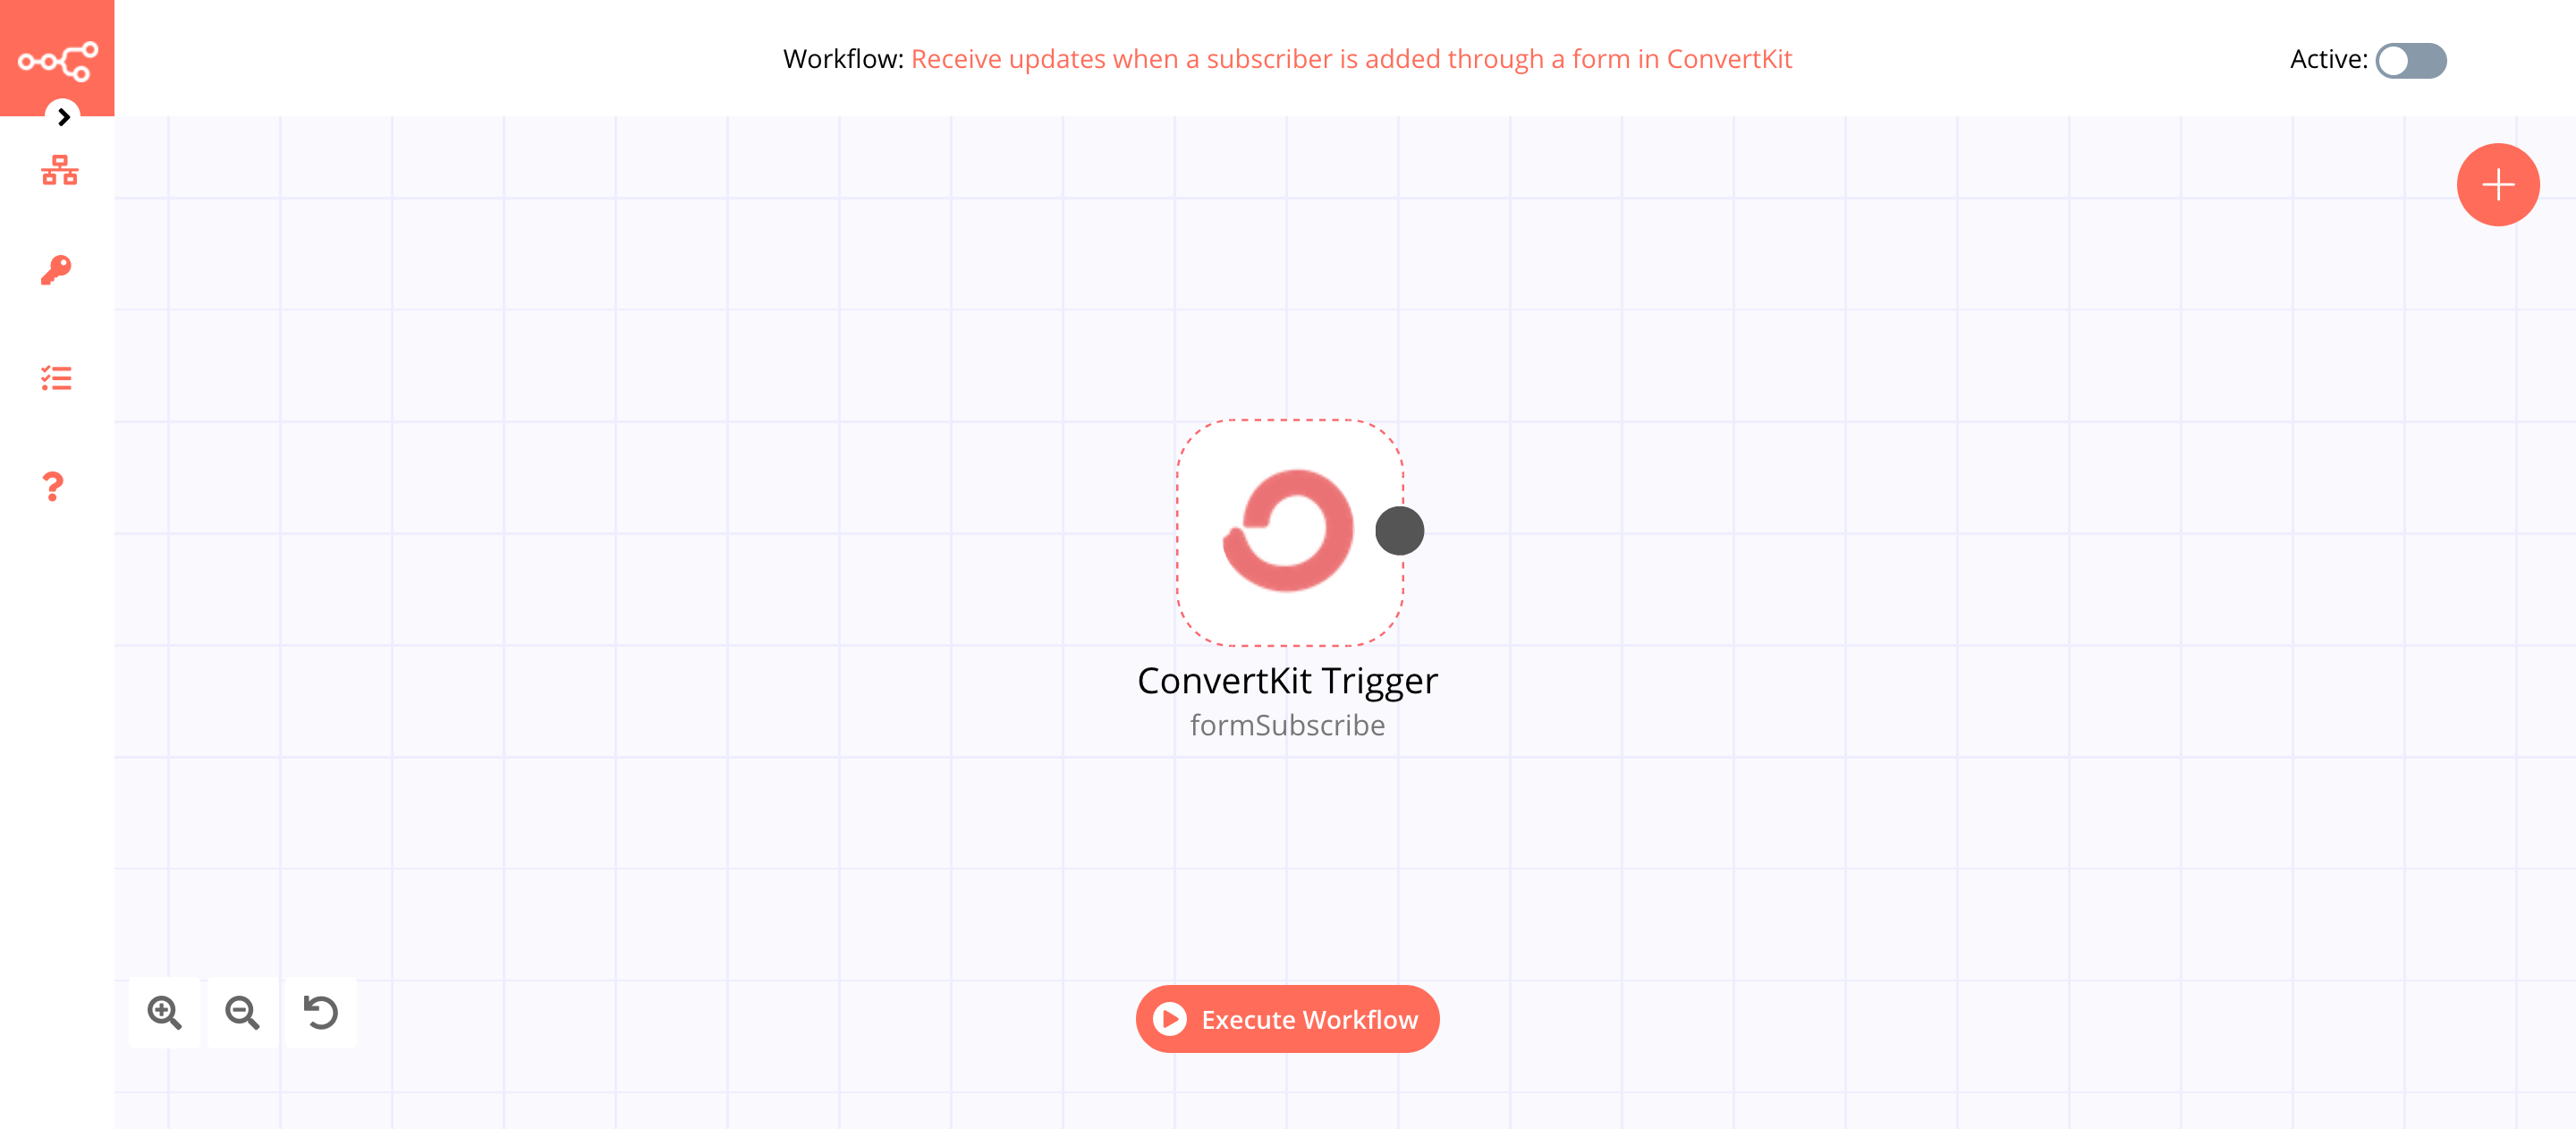 Workflow: Receive updates when a subscriber is added through a form in ConvertKit
Active:
ConvertKit Trigger
formSubscribe
Execute Workflow